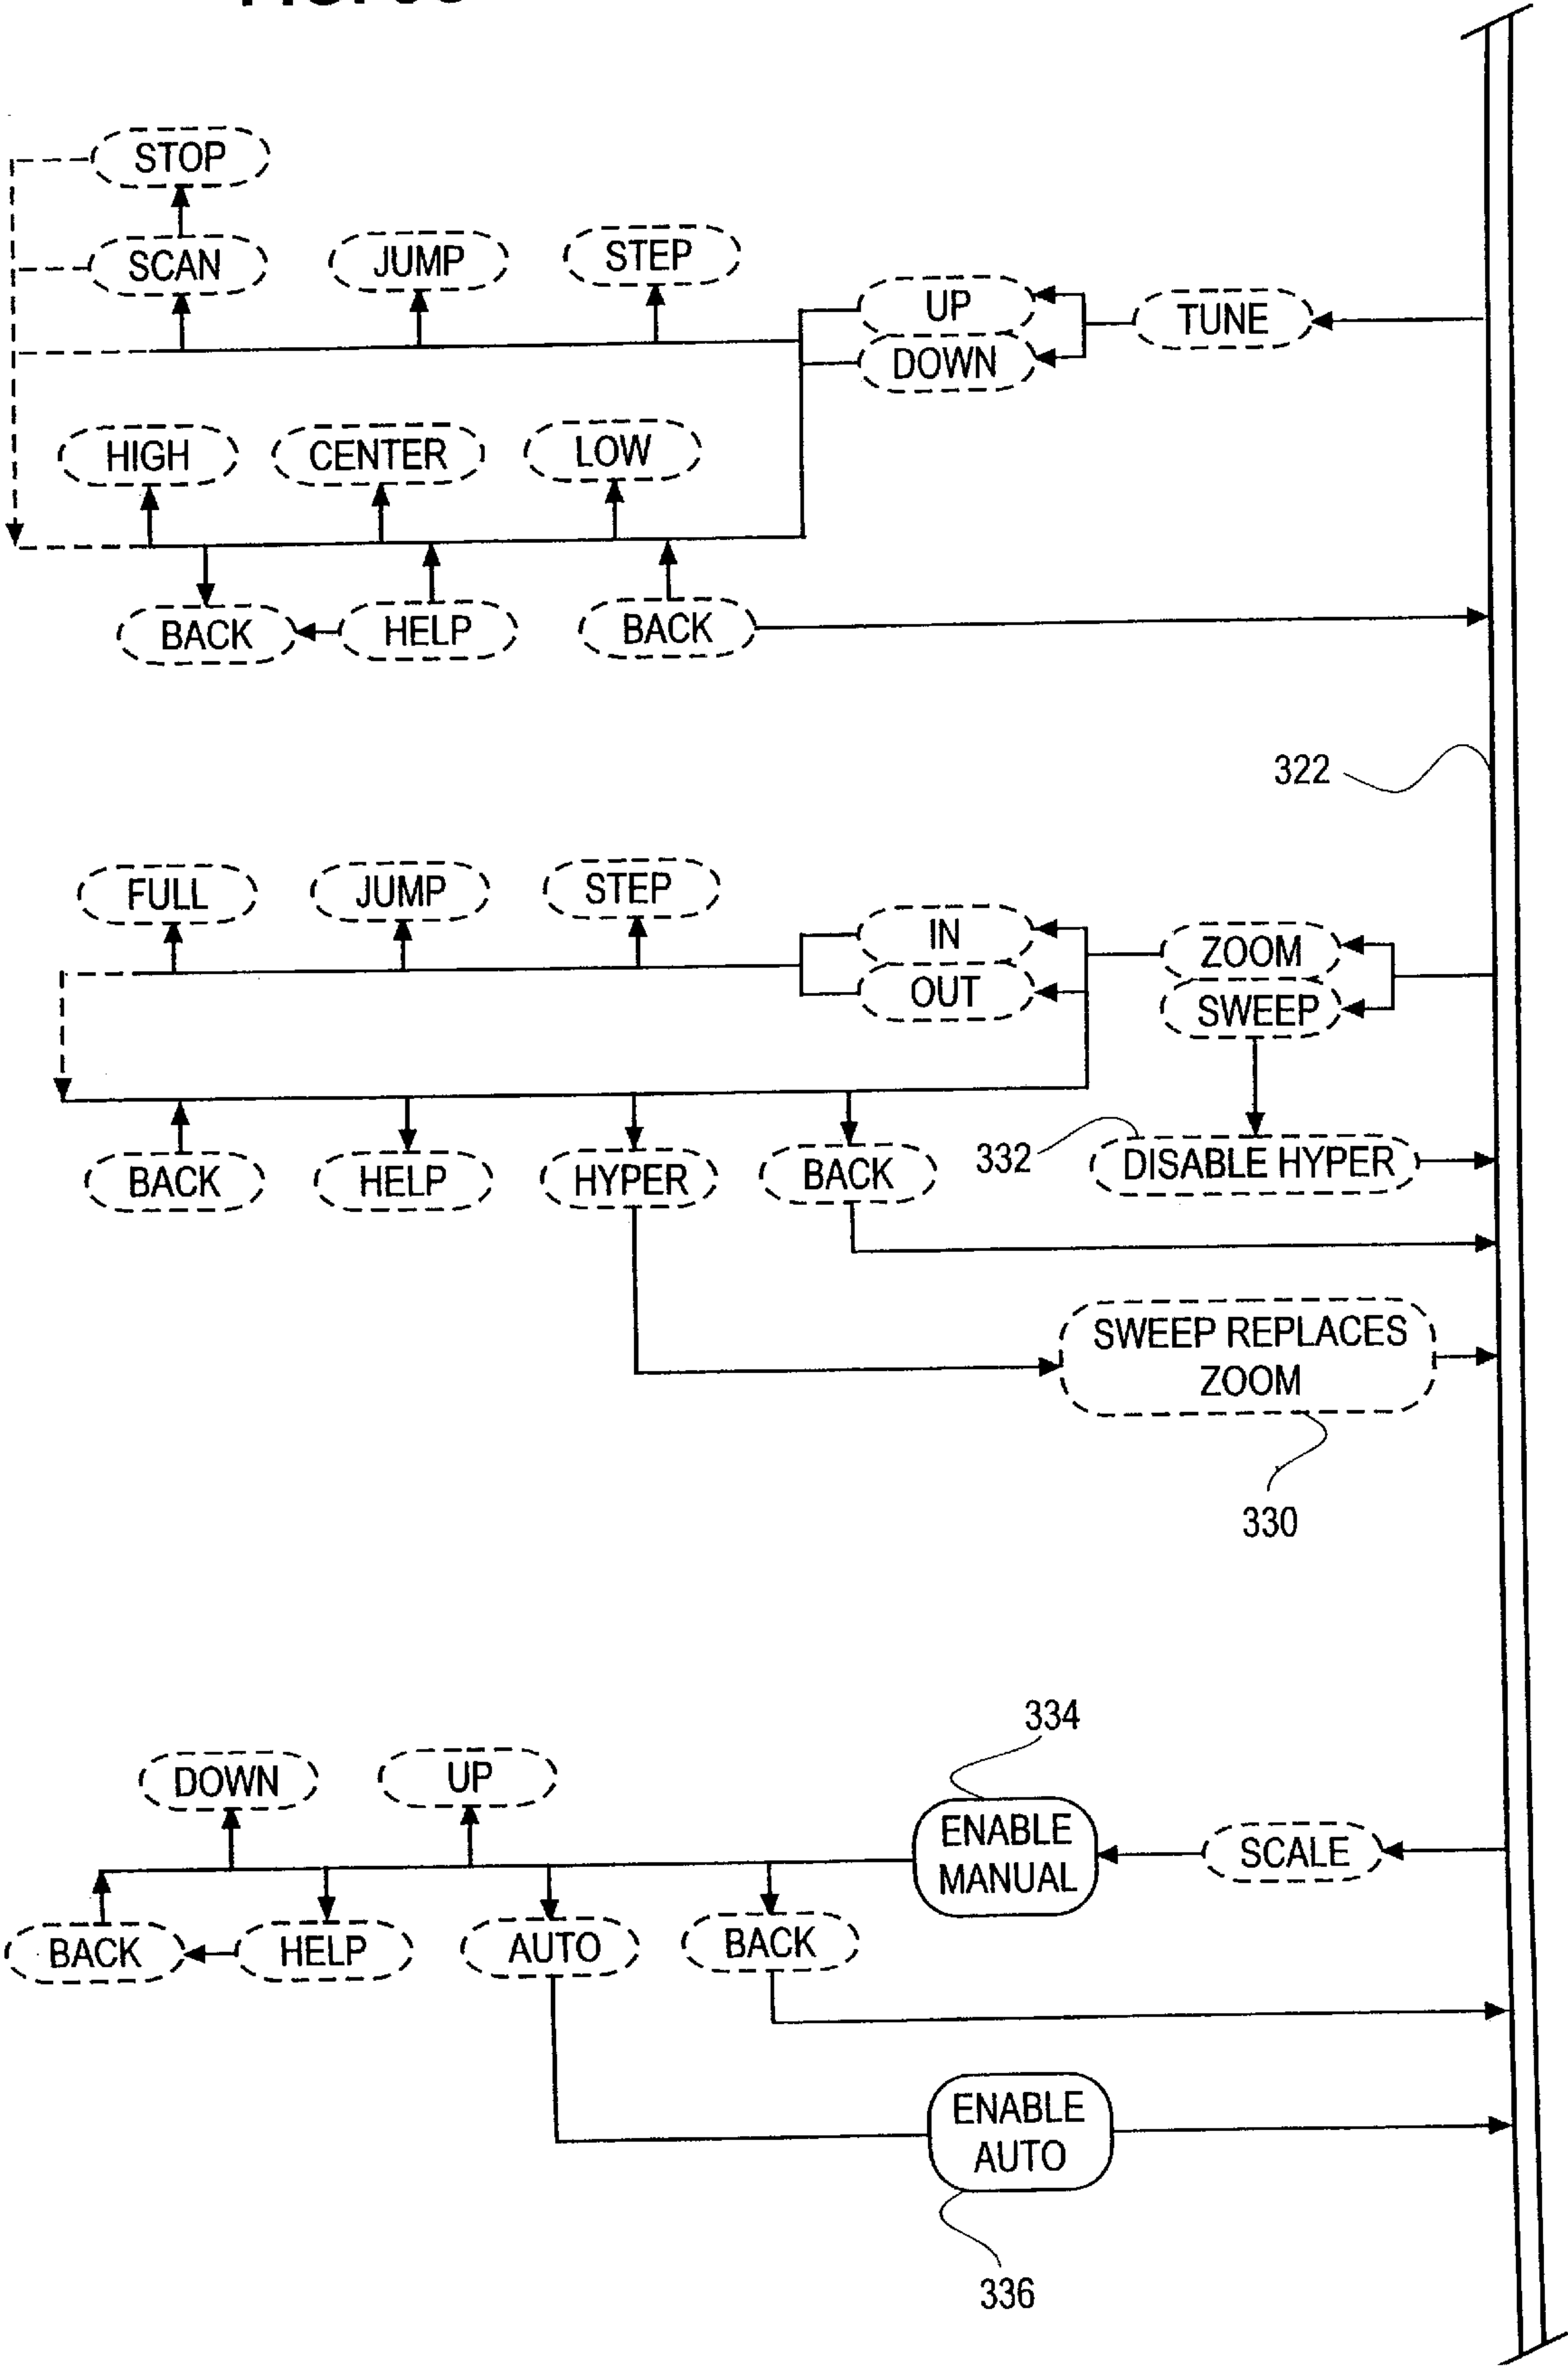 STOP
SCAN
JUMP
STEP
UP
DOWN
TUNE
HIGH
CENTER
LOW
BACK
HELP
BACK
322
FULL
JUMP
STEP
IN
OUT
ZOOM
SWEEP
BACK
HELP
HYPER
BACK
332
DISABLE HYPER
SWEEP REPLACES
ZOOM
330
334
DOWN
UP
ENABLE
MANUAL
SCALE
BACK
HELP
AUTO
BACK
ENABLE
AUTO
336